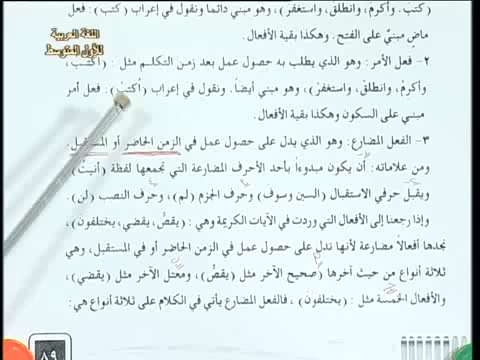 (كتبَ. وأكرمَ، وانطلقَ، واستغفرَ)، وهو مبني دائماً ونقول في إعراب (كتبَ) : فعل
ماضٍ مبنيٌ على الفتح. وهكذا بقية الأفعال.
اللغة العربية
للأول المتوسط
٢- فعل الأمر: وهو الذي يطلب به حصول عمل بعد زمن التكلم مثل : (اكتُبْ،
وأكرِمْ، وانطلقْ، واستغفرْ)، وهو مبني أيضاً. ونقول في إعراب (اُكتبْ) : فعل أمر
مبني على السكون وهكذا بقية الأفعال.
٣- الفعل المضارع: وهو الذي يدل على حصول عمل في الزمن الحاضر أو المستقبل.
ومن علاماته: أن يكون مبدوءاً بأحد الأحرف المضارعة التي تجمعها لفظة (أنيتُ)،
ويقبل حرفي الاستقبال (السين وسوف) وحرف الجزم (لم)، وحرف النصب (لن).
وإذا رجعنا إلى الأفعال التي وردت في الآيات الكريمة وهي : (يقصُّ، يقضي، يختلفون)،
نجدها أفعالاً مضارعة لأنها تدل على حصول عمل في الزمن الحاضر أو في المستقبل، وهي
ثلاثة أنواع من حيث آخرها (صحيح الآخر مثل (يقصُّ)، ومعتل الآخر مثل (يقضي)،
والأفعال الخمسة مثل : (يختلفون) ، فالفعل المضارع يأتي في الكلام على ثلاثة أنواع هي:
٨٩